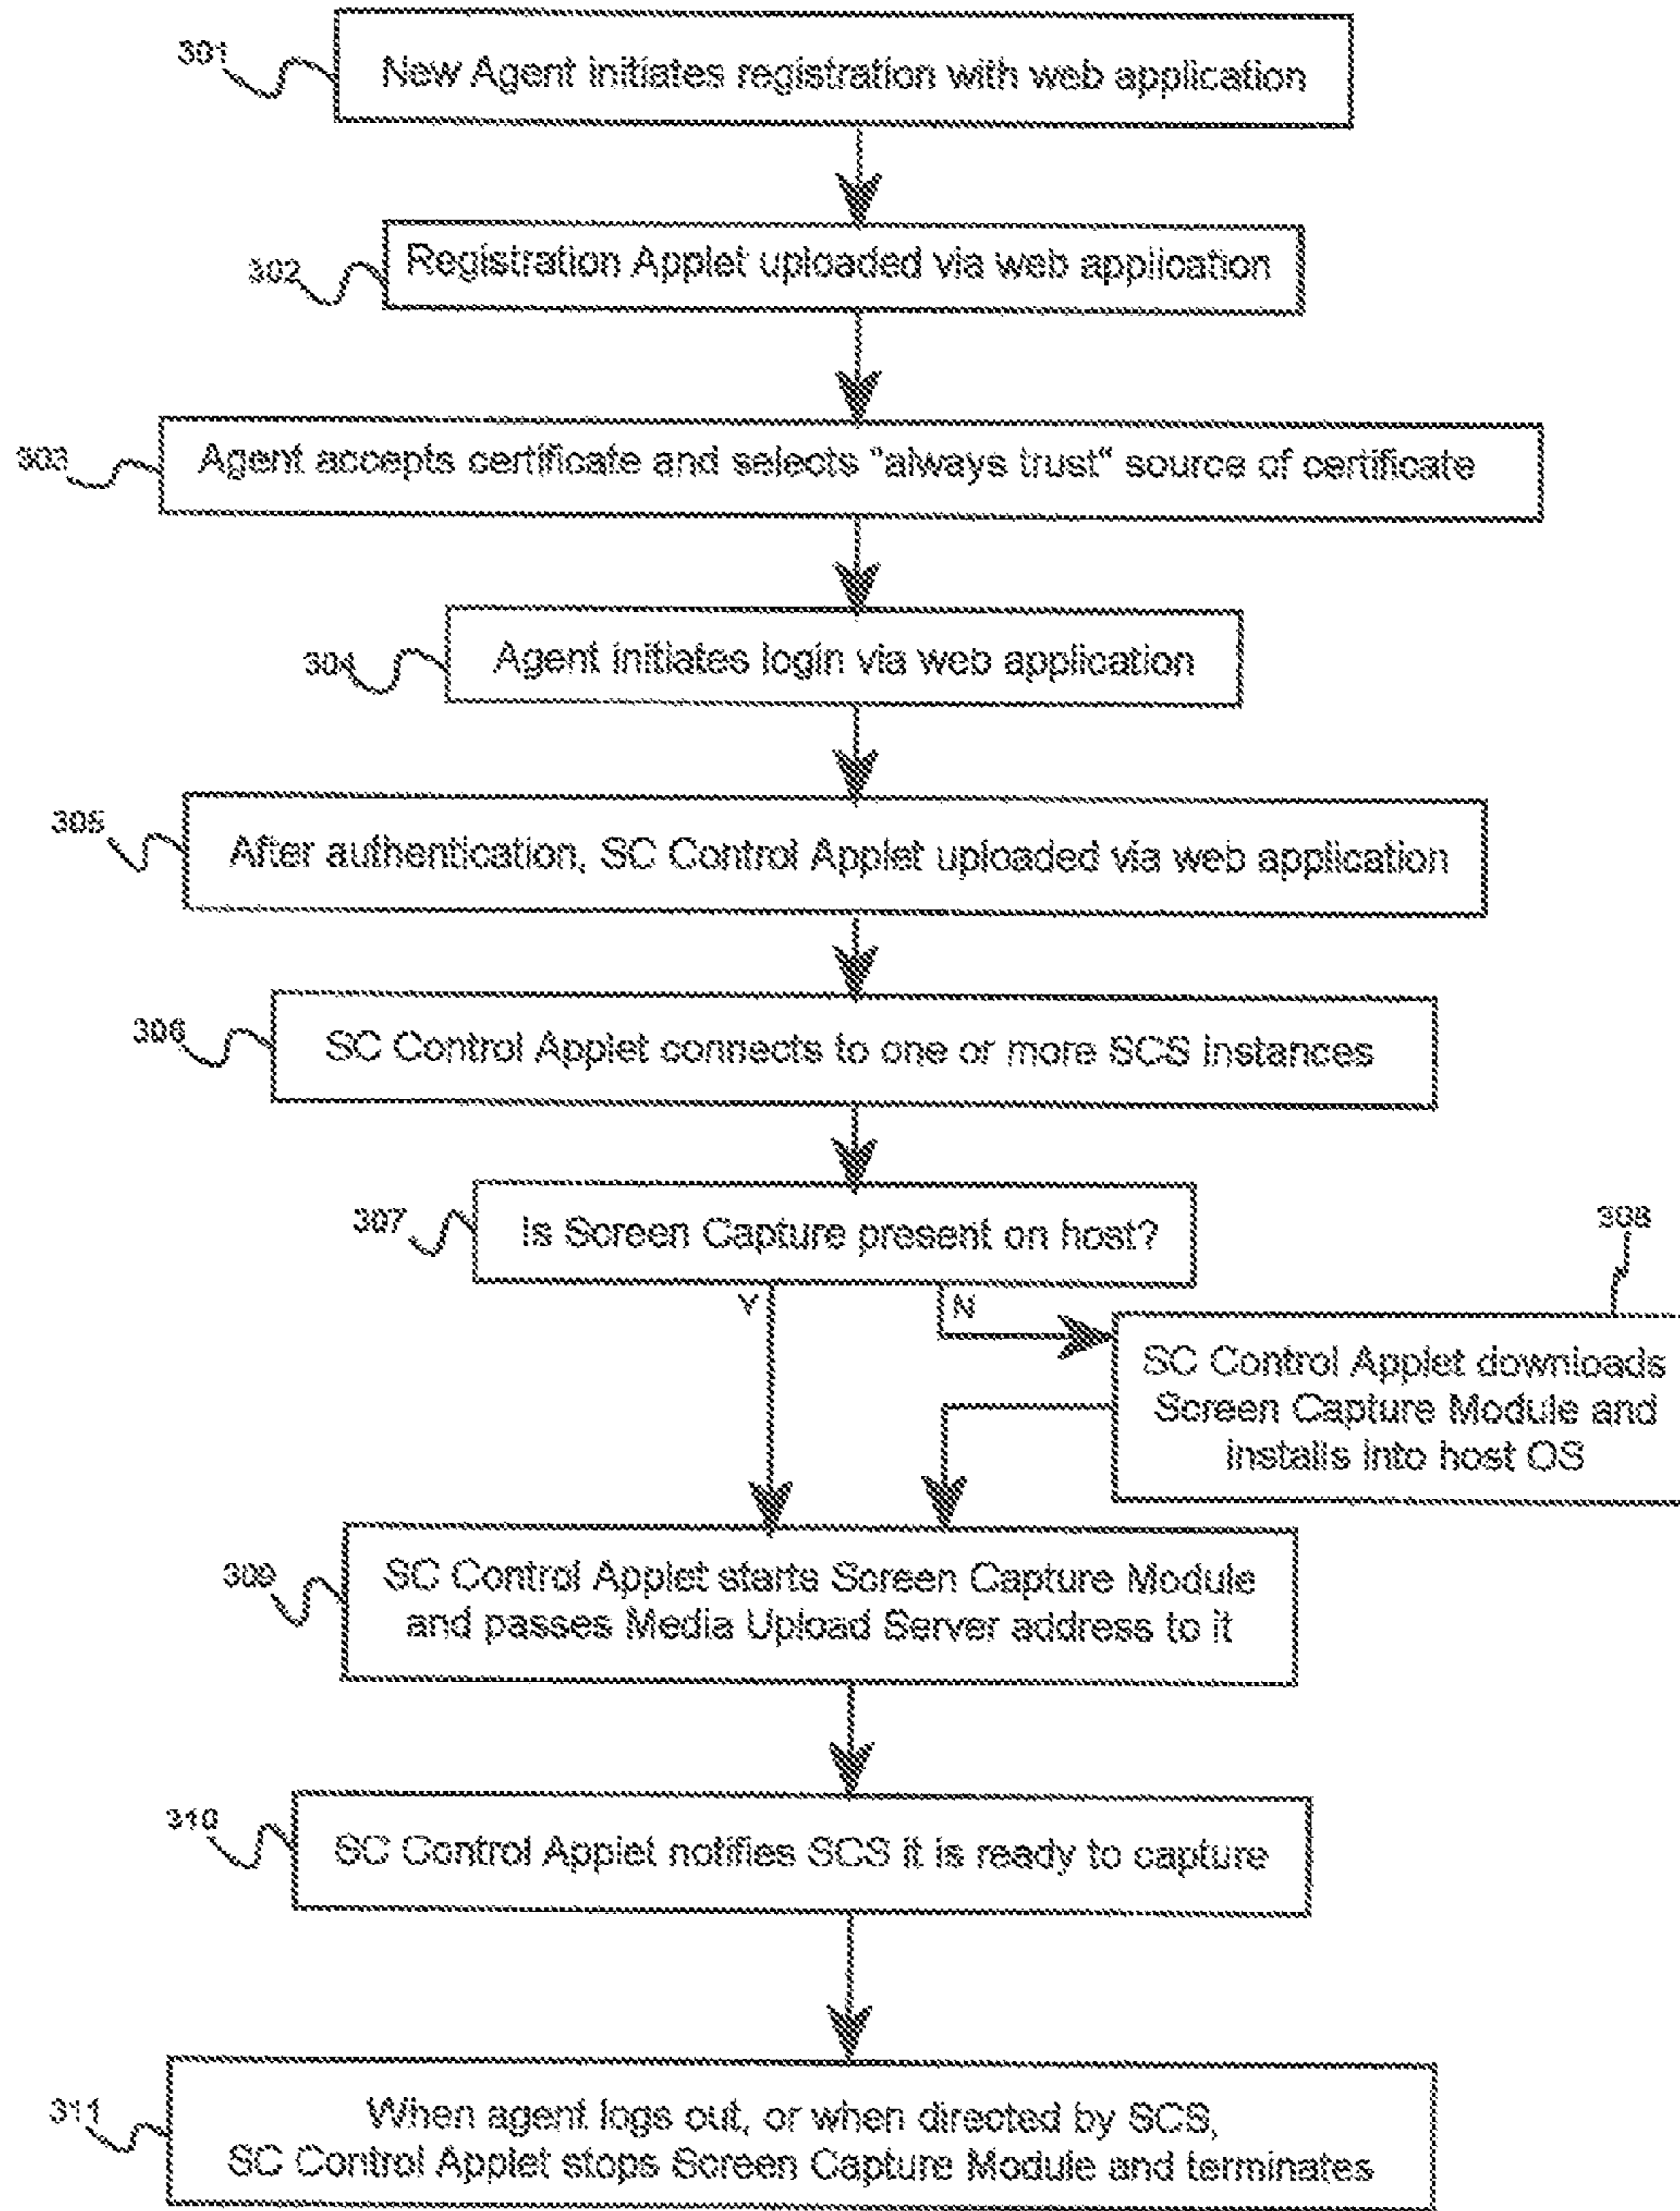 301
New Agent initiates registration with web application
302
Registration Applet uploaded via web application
303
Agent accepts certificate and selects "always trust" source of certificate
304
Agent initiates login via web application
305
After authentication, SC Control Applet uploaded via web application
306
SC Control Applet connects to one or more SCS instances
307
Is Screen Capture present on host?
Y
N
308
SC Control Applet downloads
Screen Capture Module and
installs into host OS
309
SC Control Applet starts Screen Capture Module
and passes Media Upload Server address to it
310
SC Control Applet notifies SCS it is ready to capture
311
When agent logs out, or when directed by SCS,
SC Control Applet stops Screen Capture Module and terminates